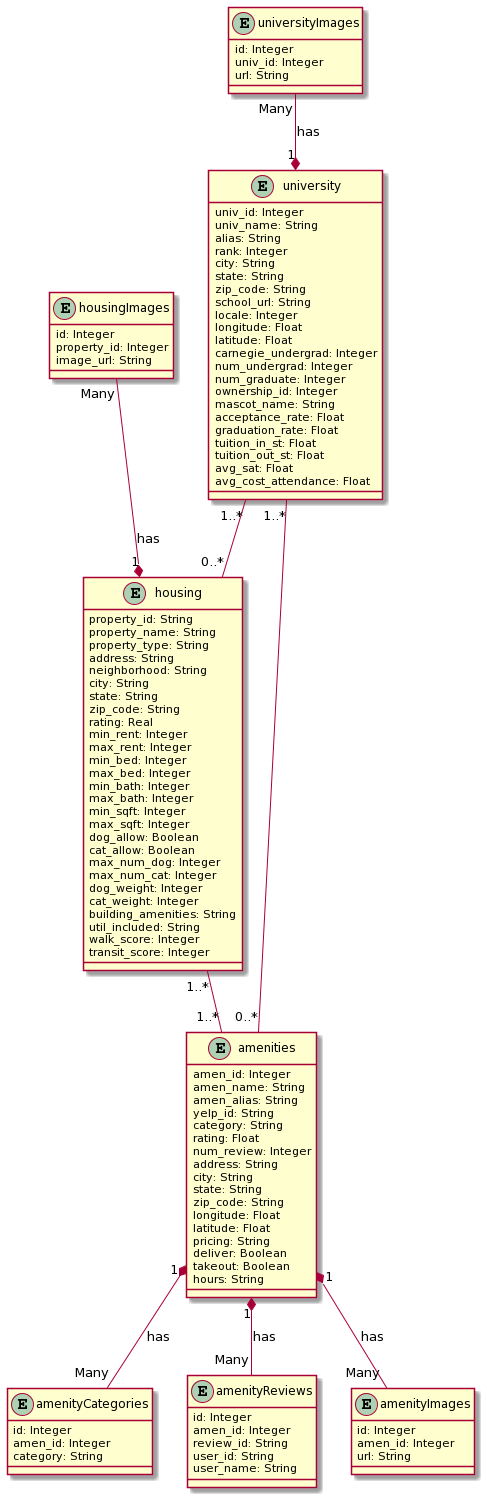 E universityImages
id: Integer
univ_id: Integer
url: String
Many
has
1
E university
univ_id: Integer
univ_name: String
alias: String
rank: Integer
city: String
state: String
zip_code: String
school_url: String
locale: Integer
longitude: Float
latitude: Float
carnegie_undergrad: Integer
num_undergrad: Integer
num_graduate: Integer
ownership_id: Integer
mascot_name: String
acceptance_rate: Float
graduation_rate: Float
tuition_in_st: Float
tuition_out_st: Float
avg_sat: Float
avg_cost_attendance: Float
E housingImages
id: Integer
property_id: Integer
image_url: String
Many
has
1
1..* 1..*
0..*
E housing
property_id: String
property_name: String
property_type: String
address: String
neighborhood: String
city: String
state: String
zip_code: String
rating: Real
min_rent: Integer
max_rent: Integer
min_bed: Integer
max_bed: Integer
min_bath: Integer
max_bath: Integer
min_sqft: Integer
max_sqft: Integer
dog_allow: Boolean
cat_allow: Boolean
max_num_dog: Integer
max_num_cat: Integer
dog_weight: Integer
cat_weight: Integer
building_amenities: String
util_included: String
walk_score: Integer
transit_score: Integer
1..*
1..* 0..*
E amenities
amen_id: Integer
amen_name: String
amen_alias: String
yelp_id: String
category: String
rating: Float
num_review: Integer
address: String
city: String
state: String
zip_code: String
longitude: Float
latitude: Float
pricing: String
deliver: Boolean
takeout: Boolean
hours: String
1 1 1
has has has
Many Many Many
E amenityCategories
id: Integer
amen_id: Integer
category: String
E amenityReviews
id: Integer
amen_id: Integer
review_id: String
user_id: String
user_name: String
E amenityImages
id: Integer
amen_id: Integer
url: String